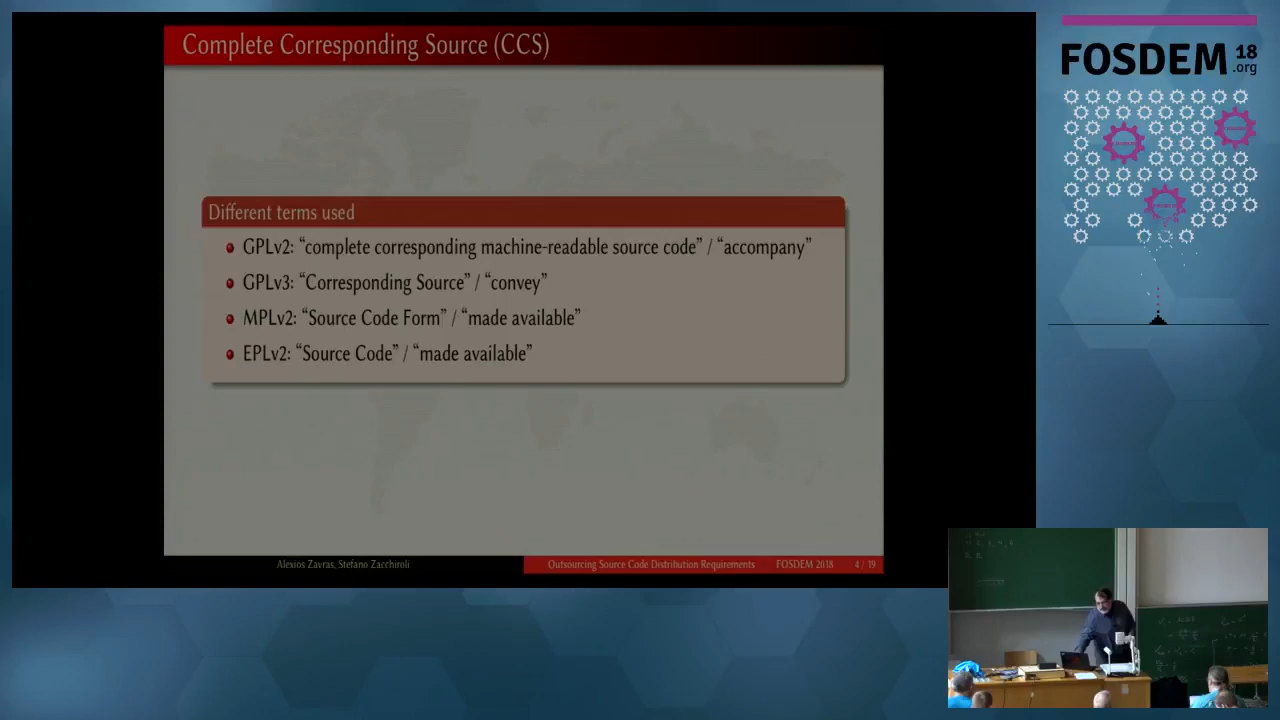 Complete Corresponding Source (CCS)
Different terms used
GPLv2: “complete corresponding machine-readable source code” / “accompany”
GPLv3: “Corresponding Source” / “convey”
MPLv2: “Source Code Form” / “made available”
EPLv2: “Source Code” / “made available”
Alexios Zavras, Stefano Zacchiroli
Outsourcing Source Code Distribution Requirements FOSDEM 2018 4 / 19
FOSDEM 18
.org